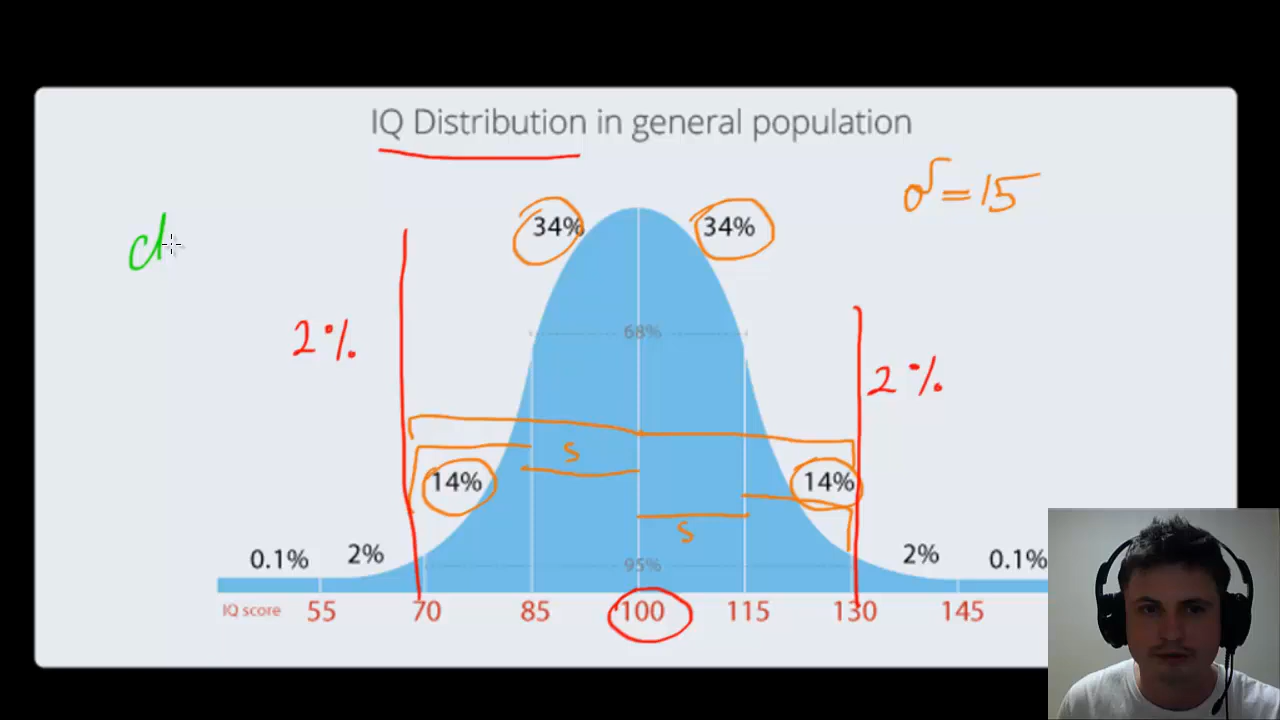 IQ Distribution in general population
σ = 15
34% 34%
d
68%
2%
2%
s
14% 14%
s
0.1% 2% 95% 2% 0.1%
IQ score 55 70 85 100 115 130 145